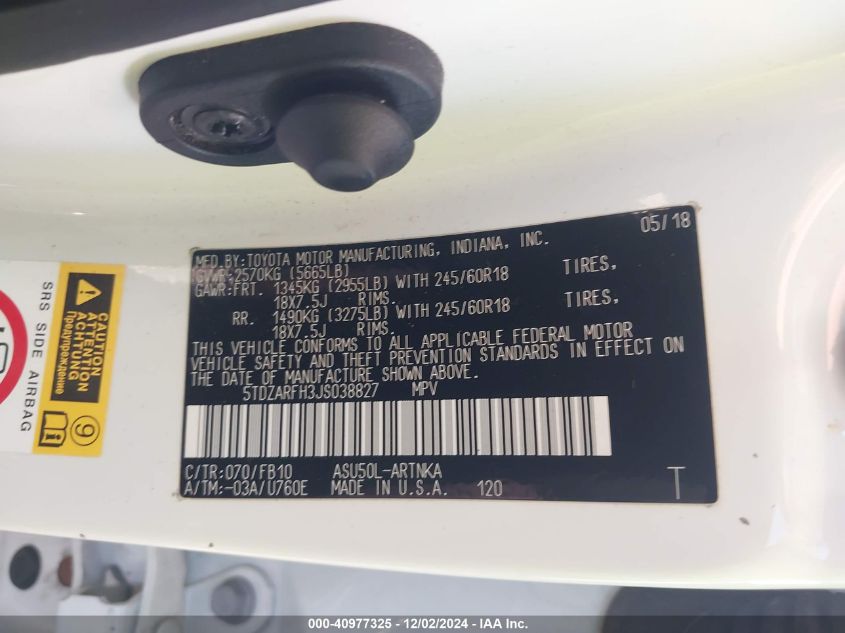 05/18
MFD. BY: TOYOTA MOTOR MANUFACTURING, INDIANA, INC.
GVWR: 2570KG (5665LB)
GAWR:FRT. 1345KG (2955LB) WITH 245/60R18 TIRES,
18X7.5J RIMS.
RR. 1490KG (3275LB) WITH 245/60R18 TIRES,
18X7.5J RIMS.
THIS VEHICLE CONFORMS TO ALL APPLICABLE FEDERAL MOTOR
VEHICLE SAFETY AND THEFT PREVENTION STANDARDS IN EFFECT ON
THE DATE OF MANUFACTURE SHOWN ABOVE.
5TDZARFH3JS038827 MPV
C/TR: 070/FB10 ASU50L-ARTNKA
A/TM:-03A/U760E MADE IN U.S.A. 120 T
SRS SIDE AIRBAG
CAUTION
ATTENTION
ACHTUNG
Предупреждение
9
000-40977325 - 12/02/2024 - IAA Inc.